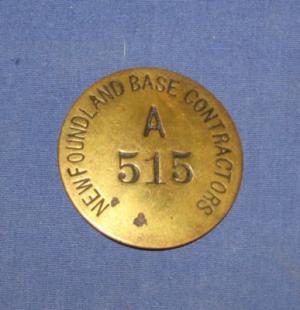 NEWFOUNDLAND BASE CONTRACTORS
A
515